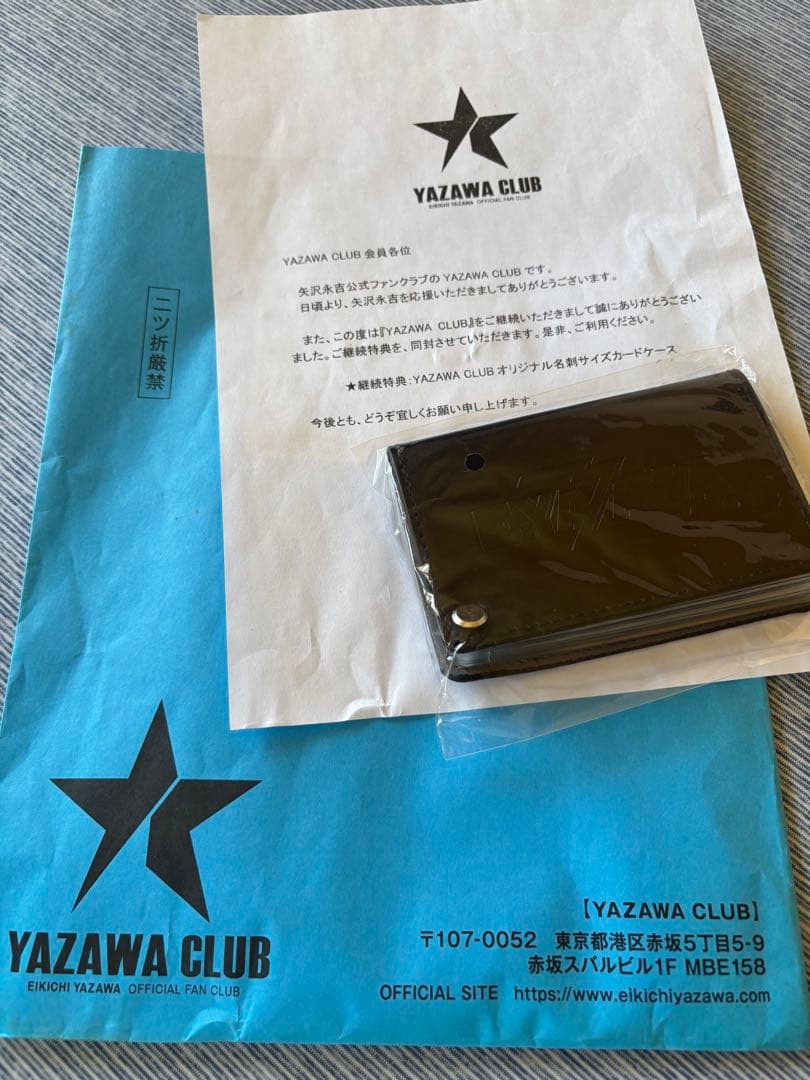 YAZAWA CLUB
EIKICHI YAZAWA OFFICIAL FAN CLUB
YAZAWA CLUB 会員各位
矢沢永吉公式ファンクラブの YAZAWA CLUB です。
日頃より、矢沢永吉を応援いただきましてありがとうございます。
また、この度は『YAZAWA CLUB』をご継続いただきまして誠にありがとうござい
ました。ご継続特典を、同封させていただきます。是非、ご利用ください。
★継続特典：YAZAWA CLUB オリジナル名刺サイズカードケース
今後とも、どうぞ宜しくお願い申し上げます。
二ツ折厳禁
YAZAWA CLUB
EIKICHI YAZAWA OFFICIAL FAN CLUB
【YAZAWA CLUB】
〒107-0052 東京都港区赤坂5丁目5-9
赤坂スバルビル1F MBE158
OFFICIAL SITE https://www.eikichiyazawa.com